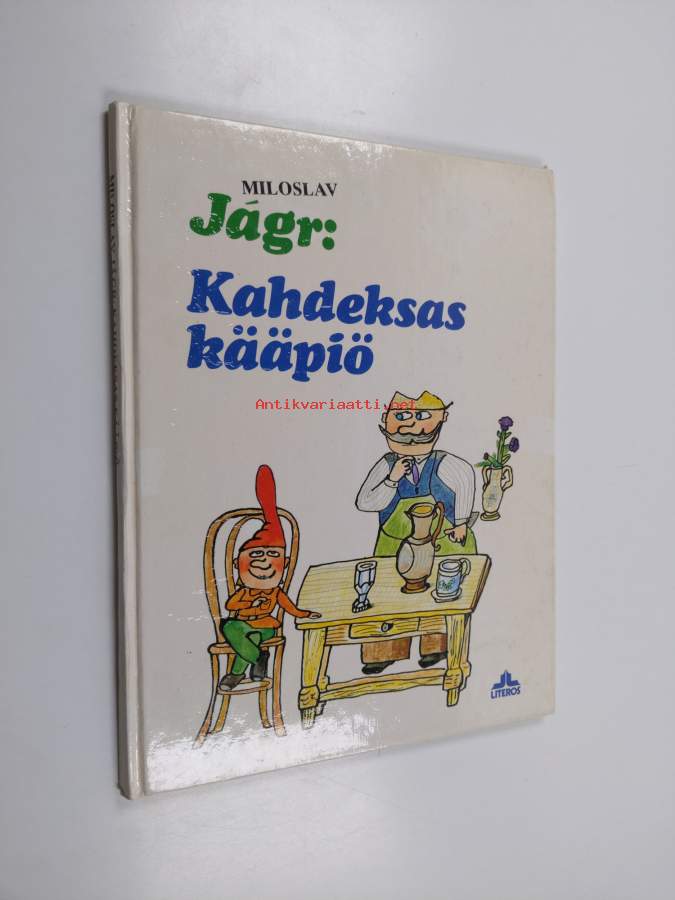 MILOSLAV
Jágr:
Kahdeksas
kääpiö
Antikvariaatti.net
LITEROS